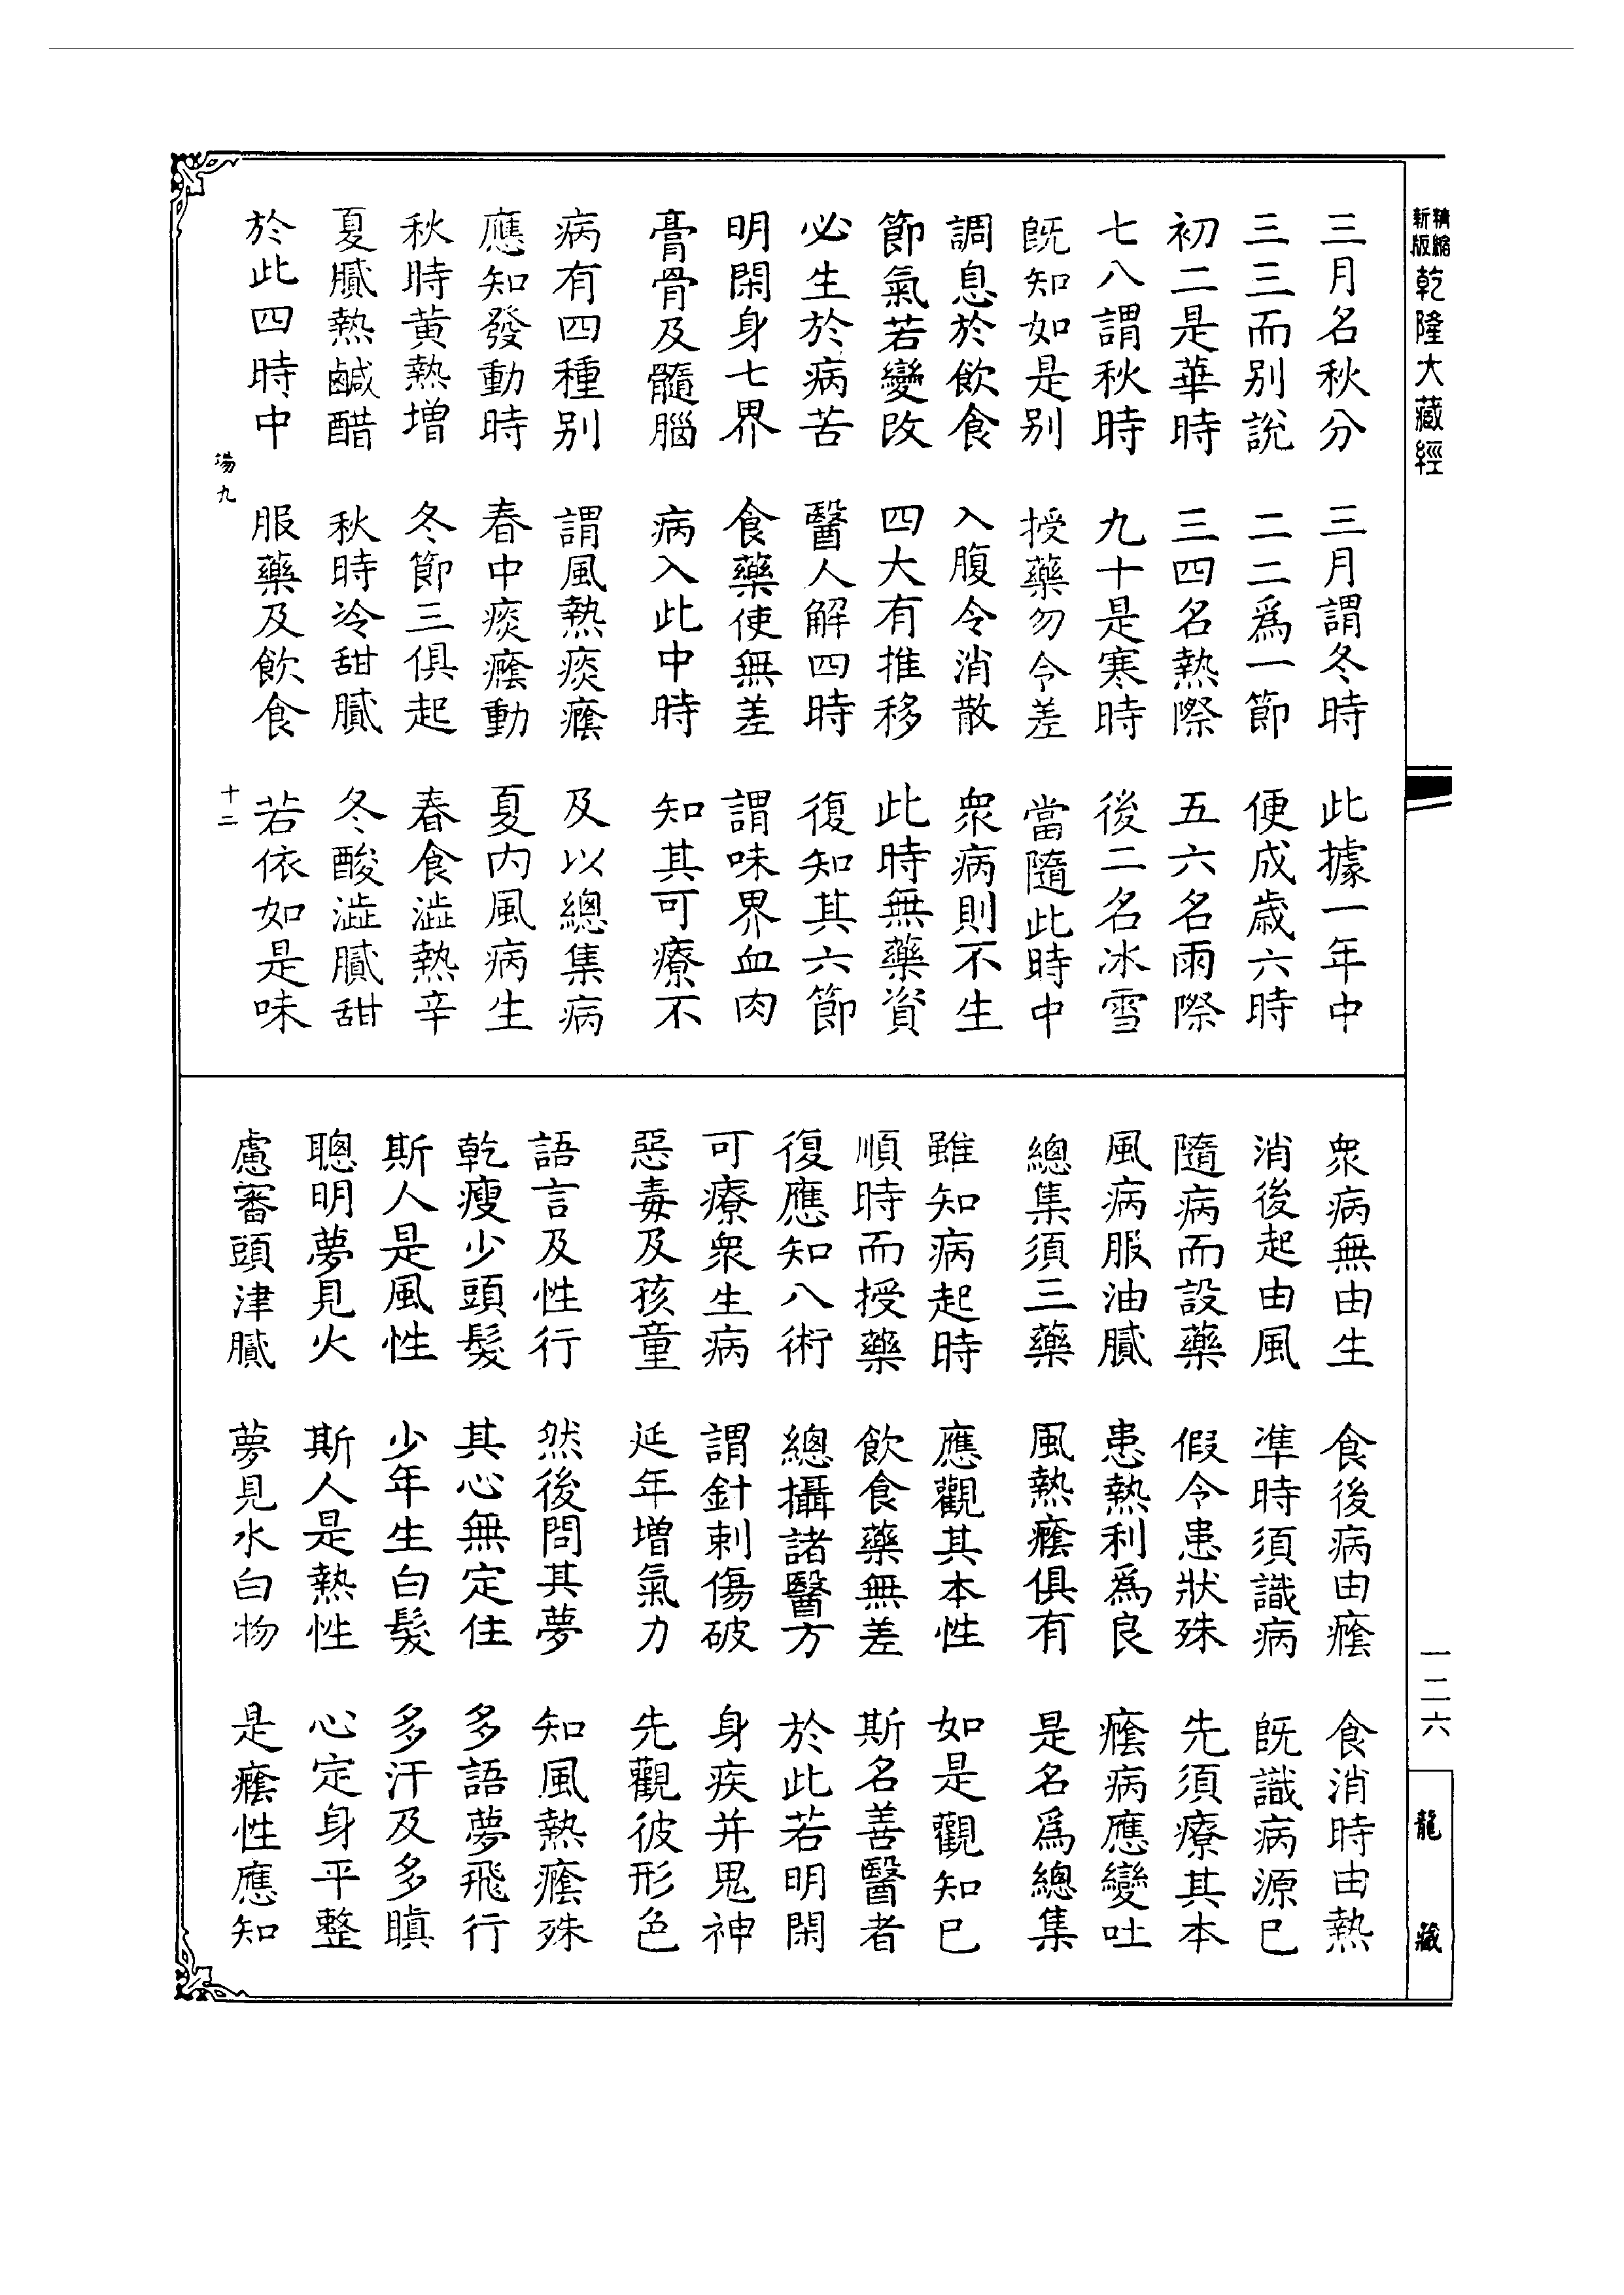 精縮新版 乾隆大藏經
三月名秋分 三月謂冬時 此據一年中
三三而別說 二二為一節 便成歲六時
初二是華時 三四名熱際 五六名雨際
七八謂秋時 九十是寒時 後二名冰雪
既知如是別 授藥勿令差 當隨此時中
調息於飲食 入腹令消散 衆病則不生
節氣若變改 四大有推移 此時無藥資
必生於病苦 醫人解四時 復知其六節
明閑身七界 食藥使無差 謂味界血肉
膏骨及髓腦 病入此中時 知其可療不
病有四種別 謂風熱痰癊 及以總集病
應知發動時 春中痰癊動 夏內風病生
秋時黃熱增 冬節三俱起 春食澁熱辛
夏膩熱鹹醋 秋時冷甜膩 冬酸澁膩甜
於此四時中 服藥及飲食 若依如是味
場九 十二
衆病無由生 食後病由癊 食消時由熱
消後起由風 準時須識病 既識病源已
隨病而設藥 假令患狀殊 先須療其本
風病服油膩 患熱利為良 癊病應變吐
總集須三藥 風熱癊俱有 是名為總集
雖知病起時 應觀其本性 如是觀知已
順時而授藥 飲食藥無差 斯名善醫者
復應知八術 總攝諸醫方 於此若明閑
可療衆生病 謂針刺傷破 身疾并鬼神
惡毒及孩童 延年增氣力 先觀彼形色
語言及性行 然後問其夢 知風熱癊殊
乾瘦少頭髮 其心無定住 多語夢飛行
斯人是風性 少年生白髮 多汗及多瞋
聰明夢見火 斯人是熱性 心定身平整
慮審頭津膩 夢見水白物 是癊性應知
一二六
龍藏